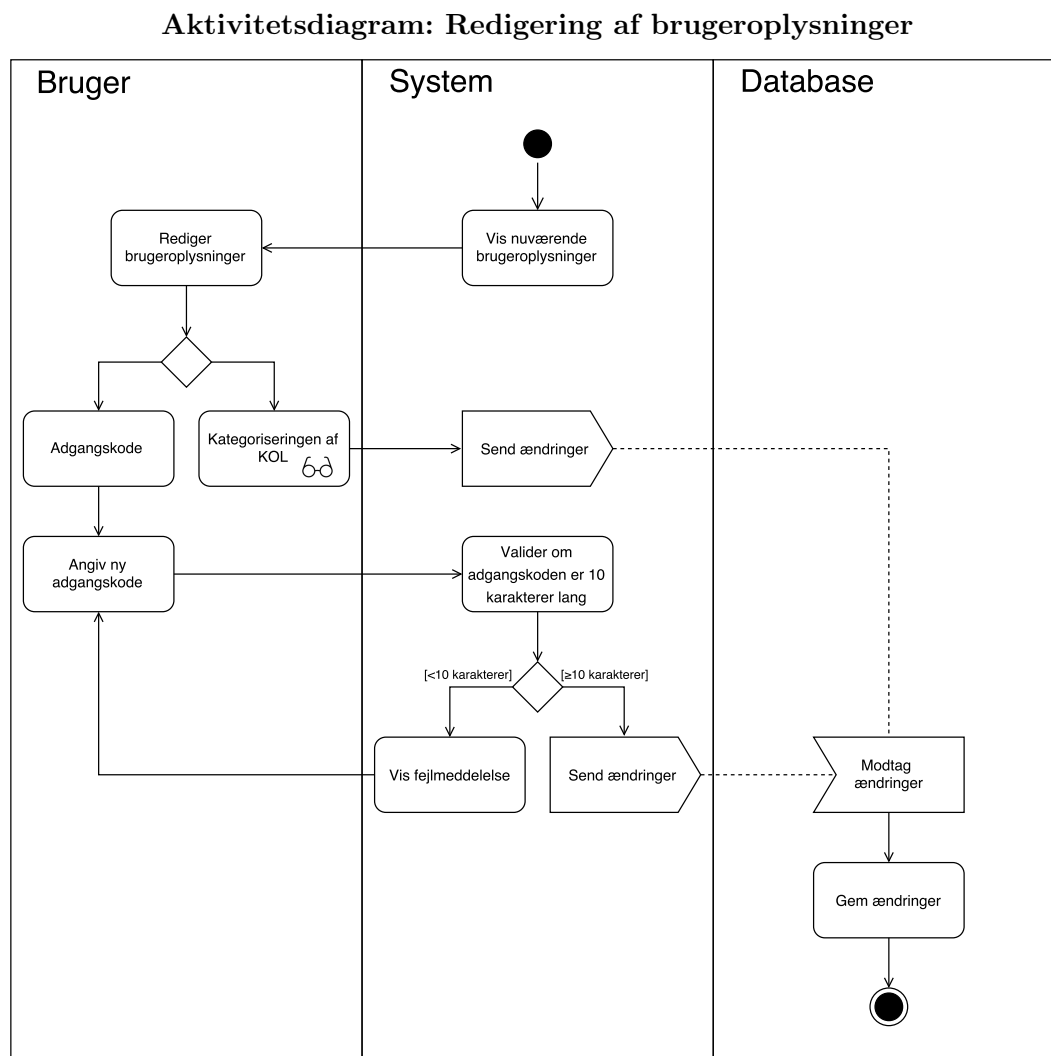 Aktivitetsdiagram: Redigering af brugeroplysninger
Bruger
System
Database
Rediger
brugeroplysninger
Vis nuværende
brugeroplysninger
Adgangskode
Kategoriseringen af
KOL
Send ændringer
Angiv ny
adgangskode
Valider om
adgangskoden er 10
karakterer lang
[<10 karakterer]
[≥10 karakterer]
Vis fejlmeddelelse
Send ændringer
Modtag
ændringer
Gem ændringer